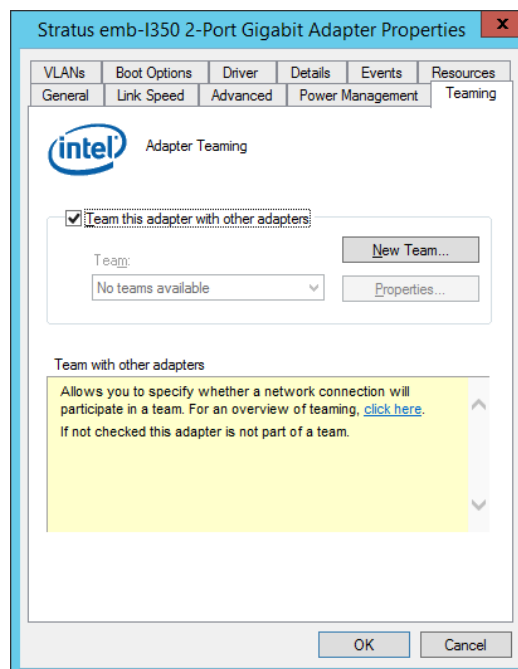 Stratus emb-I350 2-Port Gigabit Adapter Properties x
VLANs Boot Options Driver Details Events Resources
General Link Speed Advanced Power Management Teaming
intel Adapter Teaming
Team this adapter with other adapters
New Team...
Team:
No teams available
Properties...
Team with other adapters
Allows you to specify whether a network connection will
participate in a team. For an overview of teaming, click here.
If not checked this adapter is not part of a team.
OK Cancel